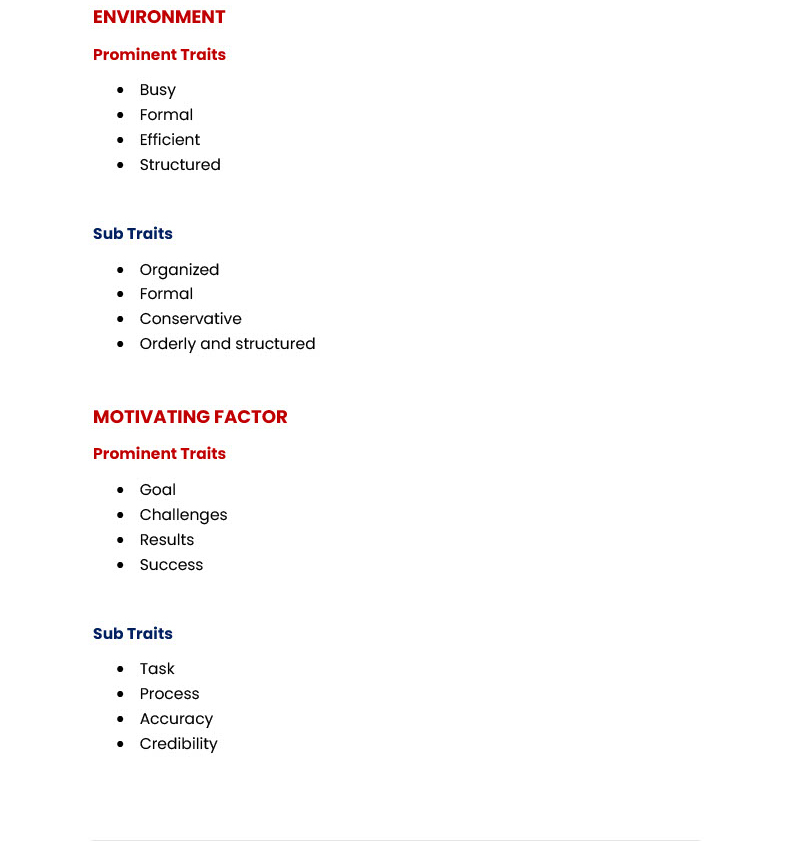 ENVIRONMENT
Prominent Traits
• Busy
• Formal
• Efficient
• Structured
Sub Traits
• Organized
• Formal
• Conservative
• Orderly and structured
MOTIVATING FACTOR
Prominent Traits
• Goal
• Challenges
• Results
• Success
Sub Traits
• Task
• Process
• Accuracy
• Credibility